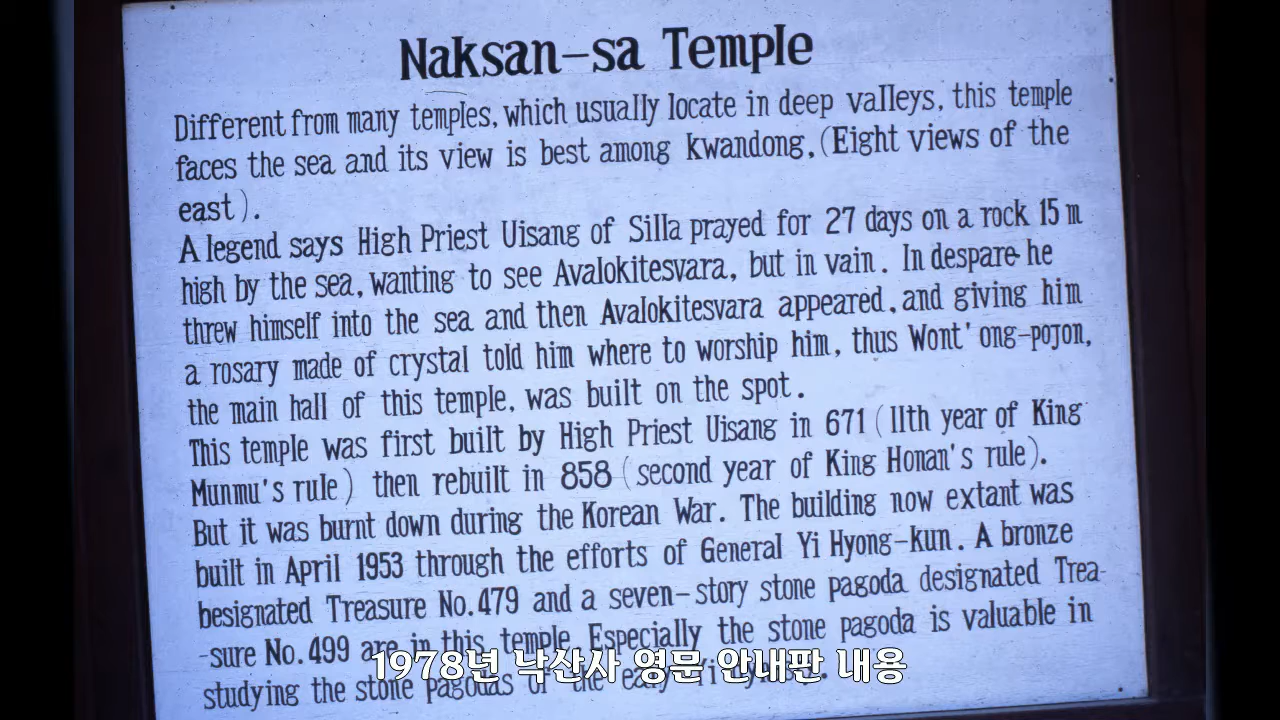 Naksan-sa Temple
Different from many temples, which usually locate in deep valleys, this temple
faces the sea and its view is best among kwandong, (Eight views of the
east).
A legend says High Priest Uisang of Silla prayed for 27 days on a rock 15 m
high by the sea, wanting to see Avalokitesvara, but in vain. In despare he
threw himself into the sea and then Avalokitesvara appeared, and giving him
a rosary made of crystal told him where to worship him, thus Wont'ong-pojon,
the main hall of this temple, was built on the spot.
This temple was first built by High Priest Uisang in 671 (11th year of King
Munmu's rule) then rebuilt in 858 (second year of King Honan's rule).
But it was burnt down during the Korean War. The building now extant was
built in April 1953 through the efforts of General Yi Hyong-kun. A bronze
besignated Treasure No.479 and a seven-story stone pagoda designated Trea-
-sure No.499 are in this temple. Especially the stone pagoda is valuable in
studying the stone pagodas of the early
1978년 낙산사 영문 안내판 내용